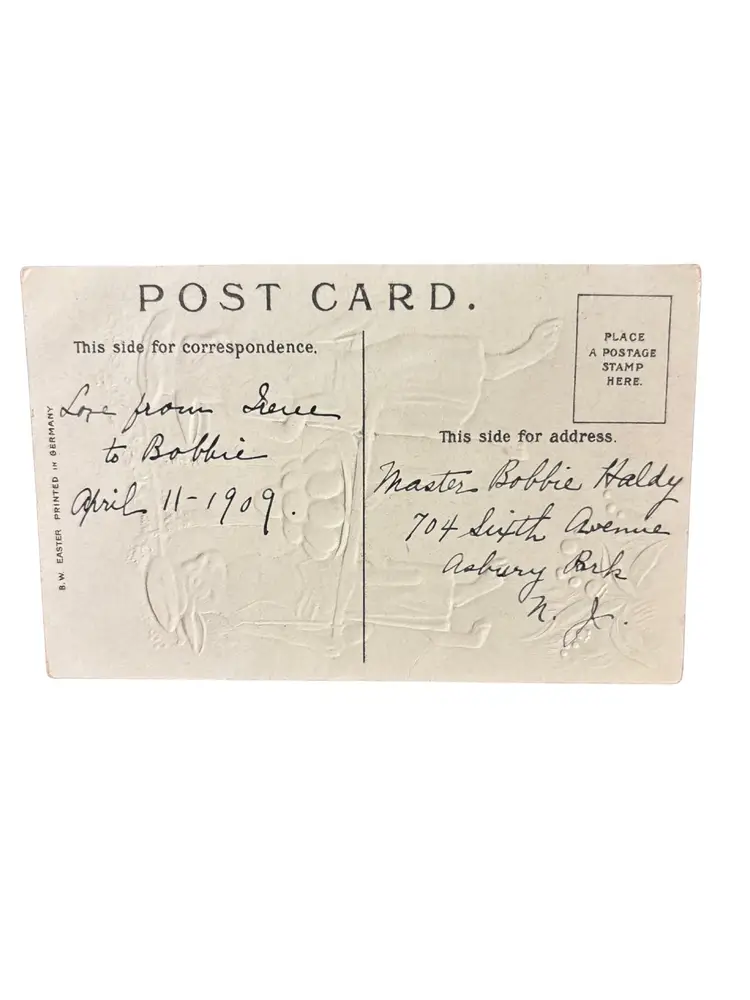 POST CARD.
This side for correspondence.
Love from Irene
to Bobbie
April 11-1909.
B.W. EASTER PRINTED IN GERMANY
PLACE
A POSTAGE
STAMP
HERE.
This side for address.
Master Bobbie Haldy
704 Sixth Avenue
Asbury Park
N. J.